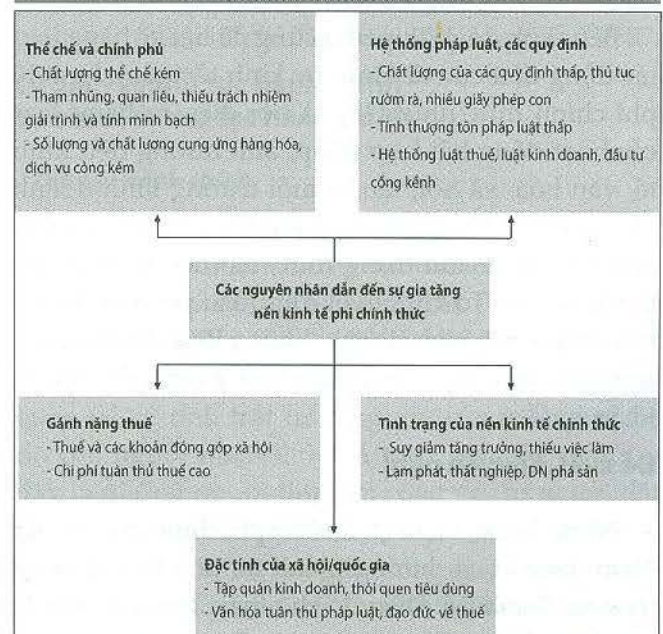 Thể chế và chính phủ
- Chất lượng thể chế kém
- Tham nhũng, quan liêu, thiếu trách nhiệm
giải trình và tính minh bạch
- Số lượng và chất lượng cung ứng hàng hóa,
dịch vụ công kém
Hệ thống pháp luật, các quy định
- Chất lượng của các quy định thấp, thủ tục
rườm rà, nhiều giấy phép con
- Tính thượng tôn pháp luật thấp
- Hệ thống luật thuế, luật kinh doanh, đầu tư
cồng kềnh
Các nguyên nhân dẫn đến sự gia tăng
nền kinh tế phi chính thức
Gánh nặng thuế
- Thuế và các khoản đóng góp xã hội
- Chi phí tuân thủ thuế cao
Tình trạng của nền kinh tế chính thức
- Suy giảm tăng trưởng, thiếu việc làm
- Lạm phát, thất nghiệp, DN phá sản
Đặc tính của xã hội/quốc gia
- Tập quán kinh doanh, thói quen tiêu dùng
- Văn hóa tuân thủ pháp luật, đạo đức về thuế